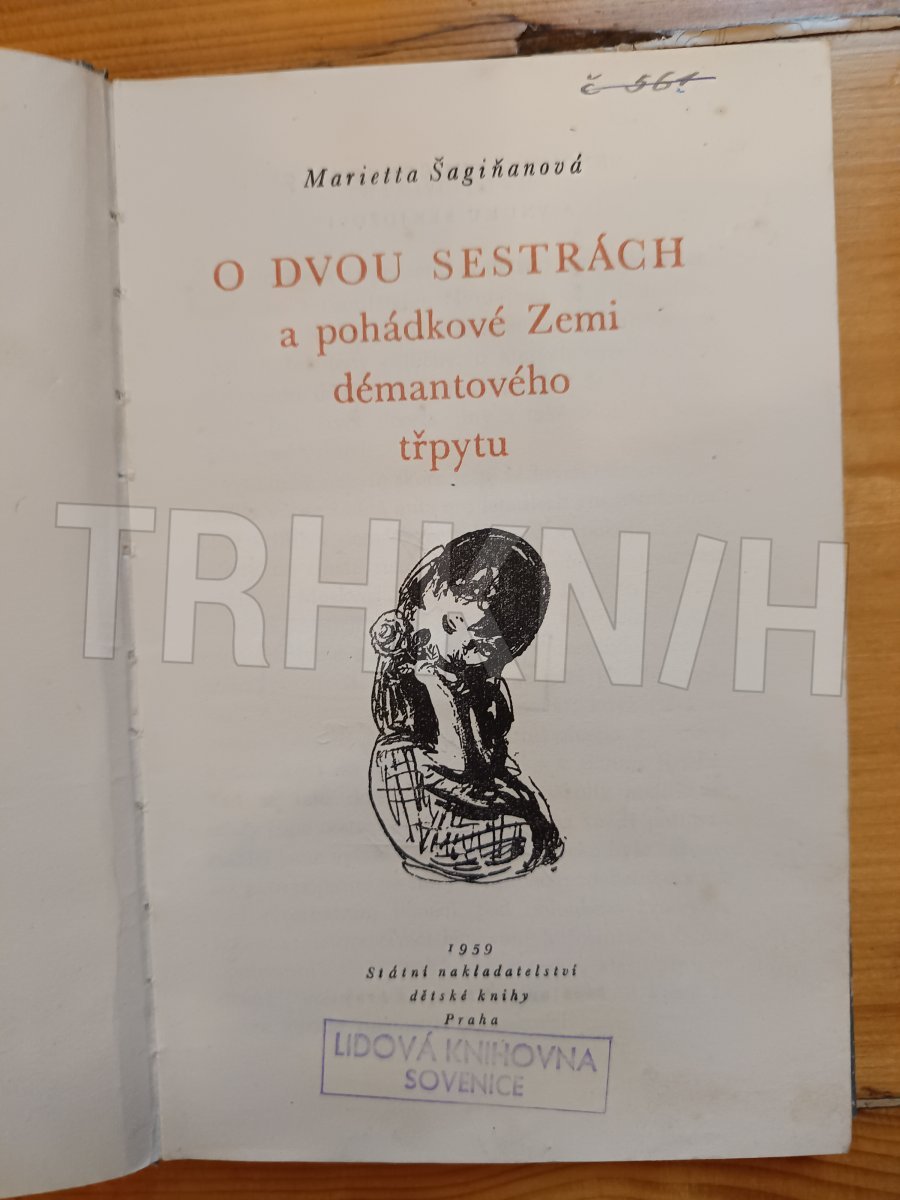 č 561
Marietta Šagiňanová
O DVOU SESTRÁCH
a pohádkové Zemi
démantového
třpytu
TRHKNIH
1959
Státní nakladatelství
dětské knihy
Praha
LIDOVÁ KNIHOVNA
SOVENICE